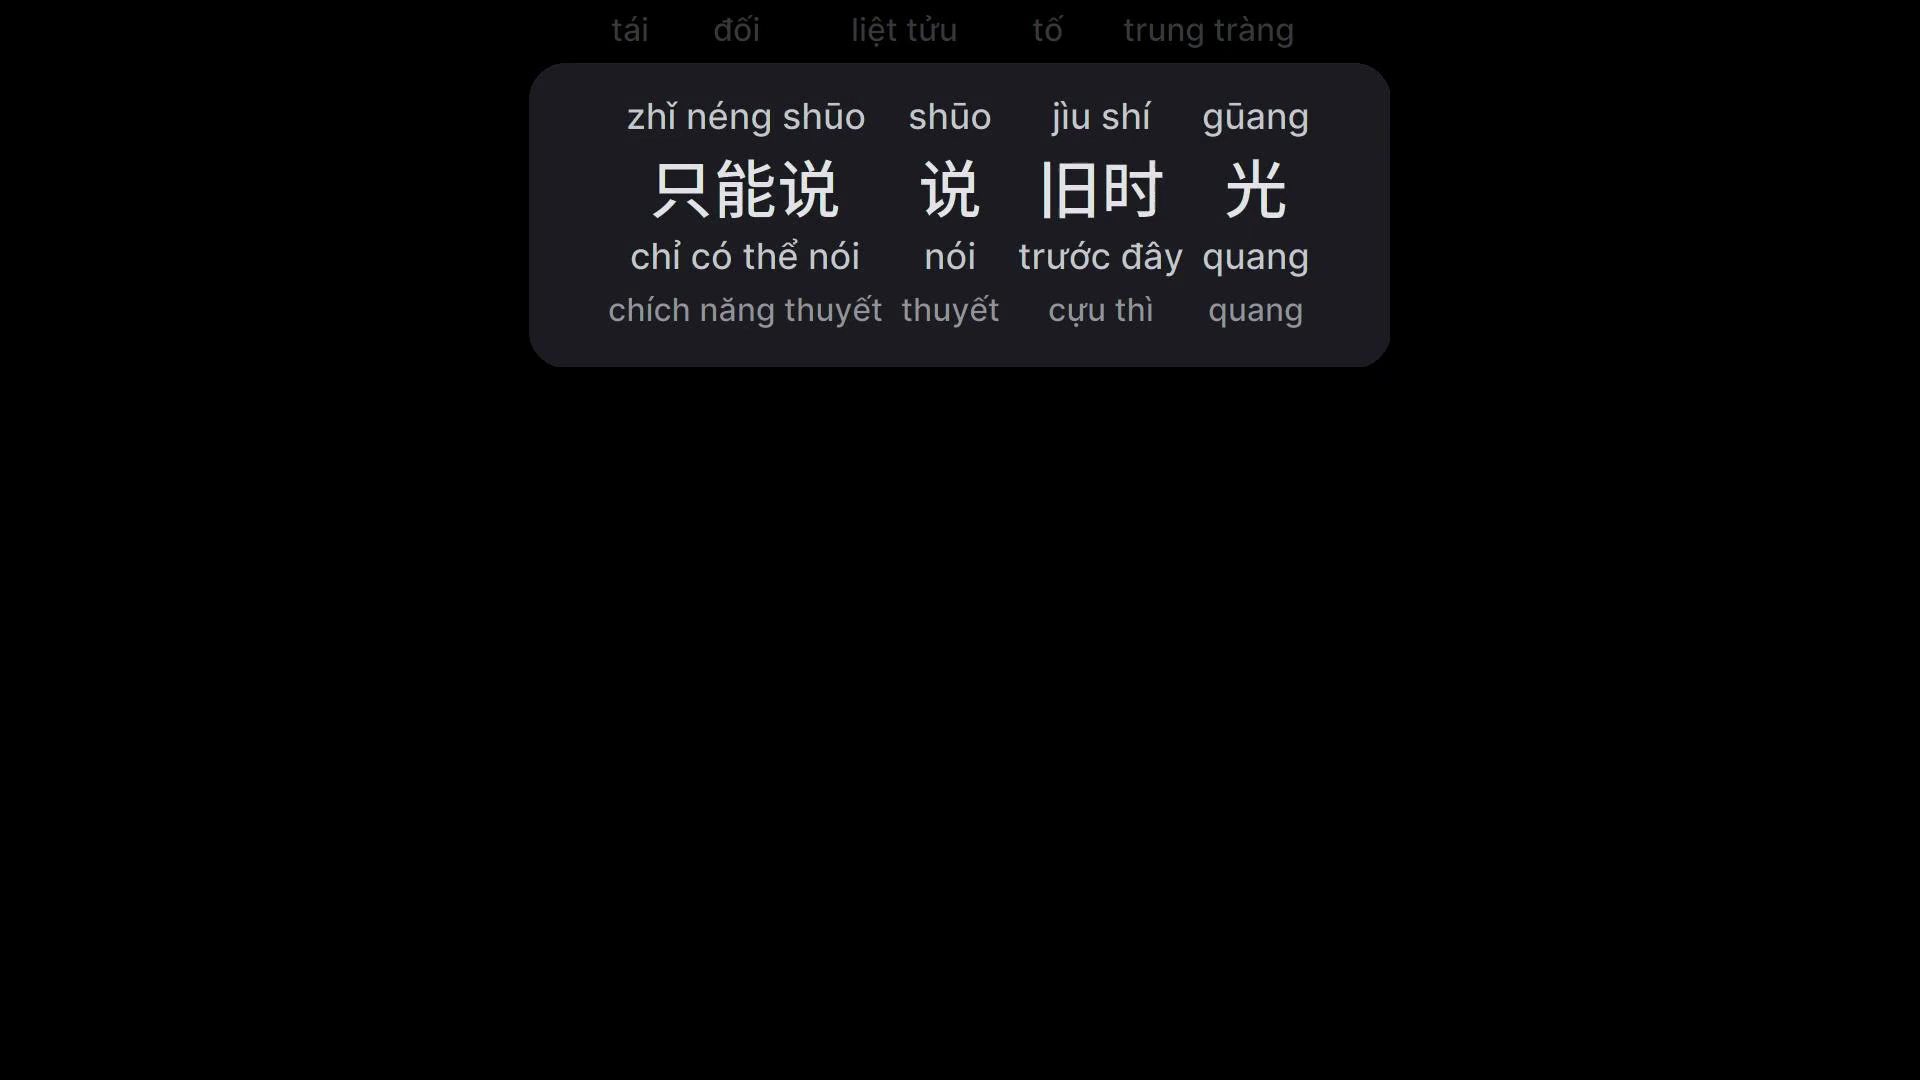 tái đối liệt tửu tố trung tràng
zhǐ néng shūo shūo jìu shí gūang
只能说 说 旧时 光
chỉ có thể nói nói trước đây quang
chích năng thuyết thuyết cựu thì quang